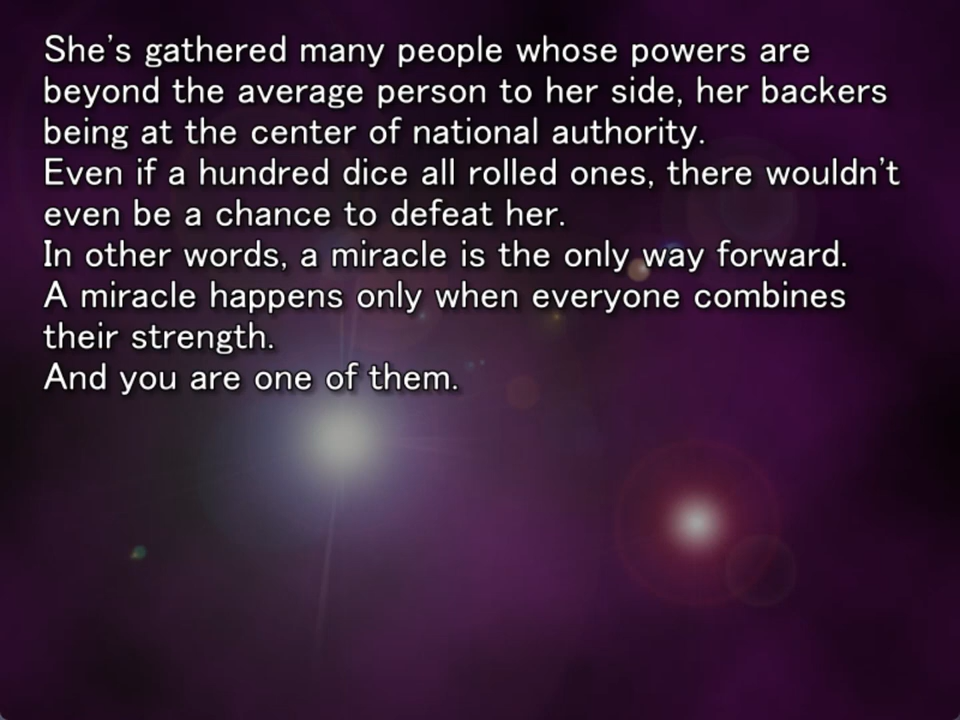 She's gathered many people whose powers are
beyond the average person to her side, her backers
being at the center of national authority.
Even if a hundred dice all rolled ones, there wouldn't
even be a chance to defeat her.
In other words, a miracle is the only way forward.
A miracle happens only when everyone combines
their strength.
And you are one of them.